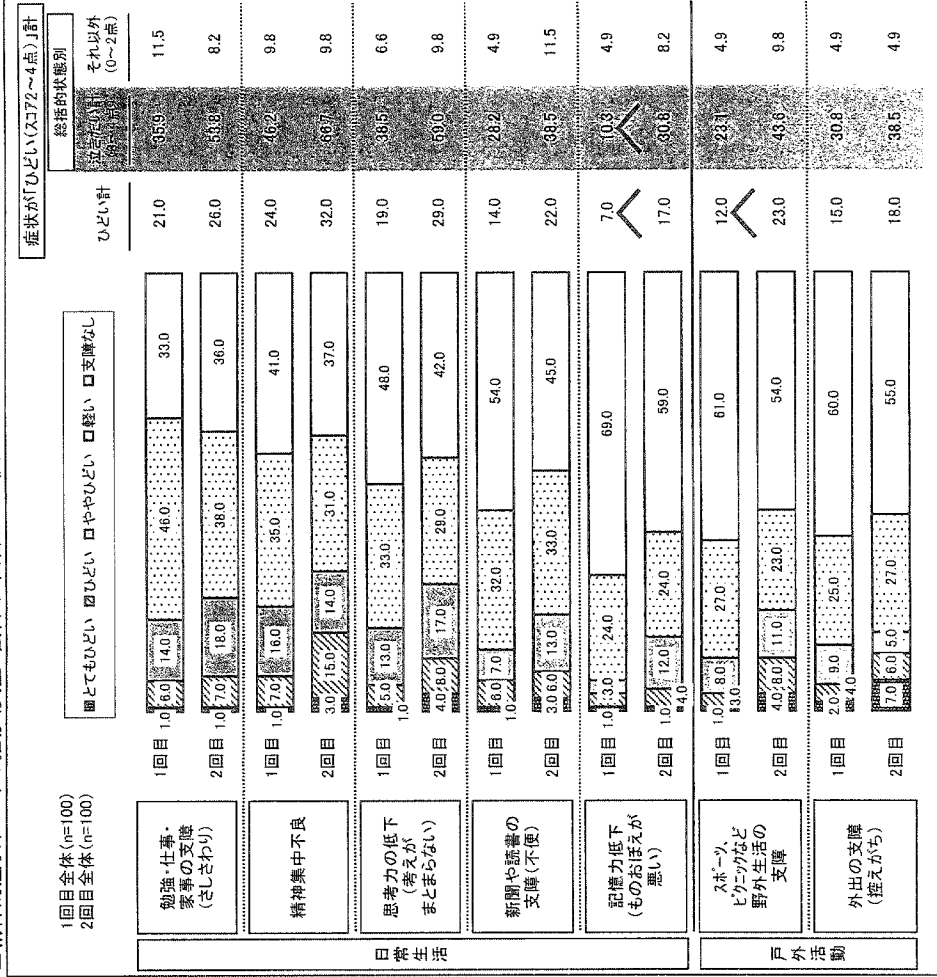 1回目全体(n=100)
2回目全体(n=100)
■とてもひどい ▨ひどい □ややひどい □軽い □支障なし
症状が「ひどい(スコア2～4点)」計
総括的状態別
ひどい計
泣きたい計
それ以外
(0～2点)
日常生活
勉強・仕事・
家事の支障
(さしさわり)
1回目 1.0 6.0 14.0 46.0 33.0 21.0 35.9 11.5
2回目 1.0 7.0 18.0 38.0 36.0 26.0 53.8 8.2
精神集中不良
1回目 1.0 7.0 16.0 35.0 41.0 24.0 46.2 9.8
2回目 3.0 15.0 14.0 31.0 37.0 32.0 66.7 9.8
思考力の低下
(考えが
まとまらない)
1回目 1.0 5.0 13.0 33.0 48.0 19.0 38.5 6.6
2回目 4.0 8.0 17.0 29.0 42.0 29.0 59.0 9.8
新聞や読書の
支障(不便)
1回目 1.0 6.0 7.0 32.0 54.0 14.0 28.2 4.9
2回目 3.0 6.0 13.0 33.0 45.0 22.0 38.5 11.5
記憶力低下
(ものおぼえが
悪い)
1回目 1.0 3.0 24.0 69.0 7.0 10.3 4.9
2回目 1.0 4.0 12.0 24.0 59.0 17.0 30.8 8.2
戸外活動
スポーツ、
ピクニックなど
野外生活の
支障
1回目 1.0 3.0 8.0 27.0 61.0 12.0 23.1 4.9
2回目 4.0 8.0 11.0 23.0 54.0 23.0 43.6 9.8
外出の支障
(控えがち)
1回目 2.0 4.0 9.0 25.0 60.0 15.0 30.8 4.9
2回目 7.0 6.0 5.0 27.0 55.0 18.0 38.5 4.9